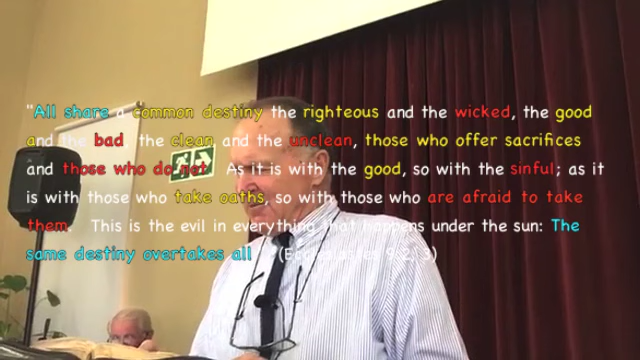 "All share a common destiny the righteous and the wicked, the good
and the bad, the clean and the unclean, those who offer sacrifices
and those who do not. As it is with the good, so with the sinful; as it
is with those who take oaths, so with those who are afraid to take
them. This is the evil in everything that happens under the sun: The
same destiny overtakes all." (Ecclesiastes 9:2,3)